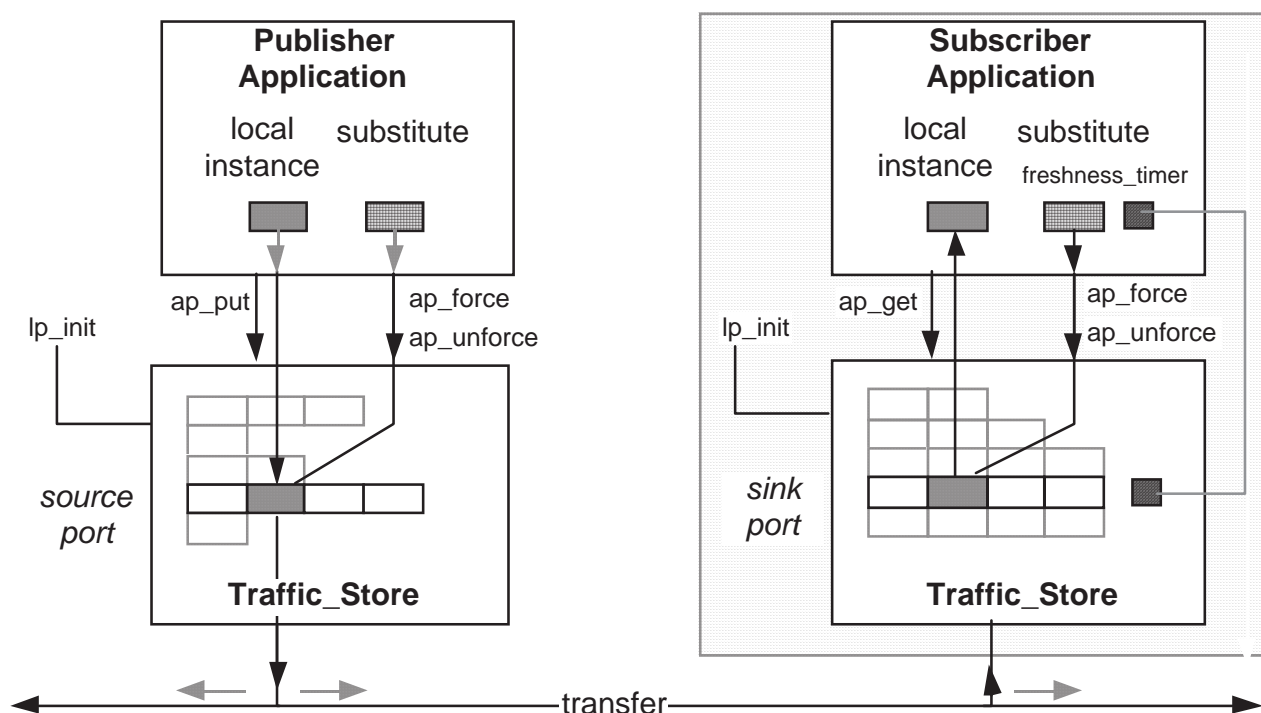 Publisher
Application
local
instance
substitute
ap_put
ap_force
ap_unforce
lp_init
source
port
Traffic_Store
Subscriber
Application
local
instance
substitute
freshness_timer
ap_get
ap_force
ap_unforce
lp_init
sink
port
Traffic_Store
transfer